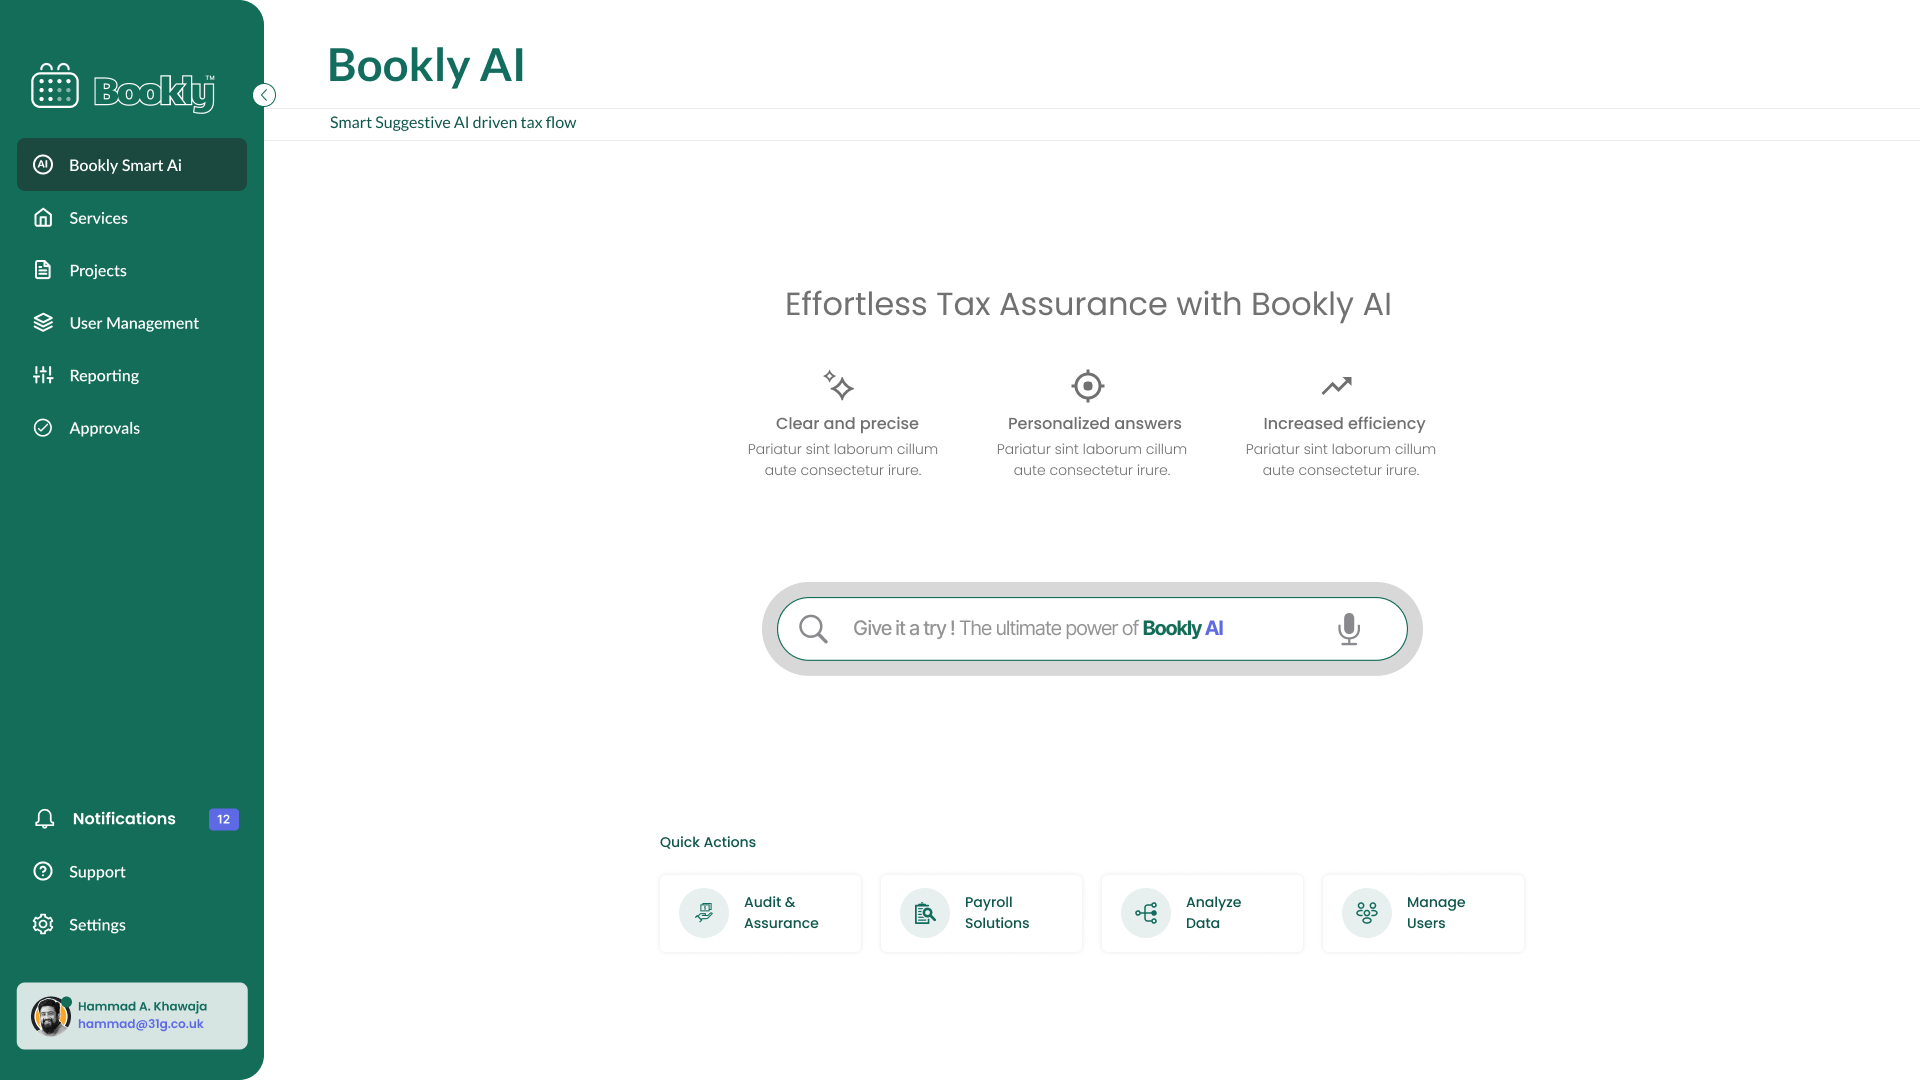 Bookly™
AI Bookly Smart Ai
Services
Projects
User Management
Reporting
Approvals
Notifications 12
Support
Settings
Hammad A. Khawaja
hammad@31g.co.uk
Bookly AI
Smart Suggestive AI driven tax flow
Effortless Tax Assurance with Bookly AI
Clear and precise
Pariatur sint laborum cillum
aute consectetur irure.
Personalized answers
Pariatur sint laborum cillum
aute consectetur irure.
Increased efficiency
Pariatur sint laborum cillum
aute consectetur irure.
Give it a try ! The ultimate power of Bookly AI
Quick Actions
Audit &
Assurance
Payroll
Solutions
Analyze
Data
Manage
Users